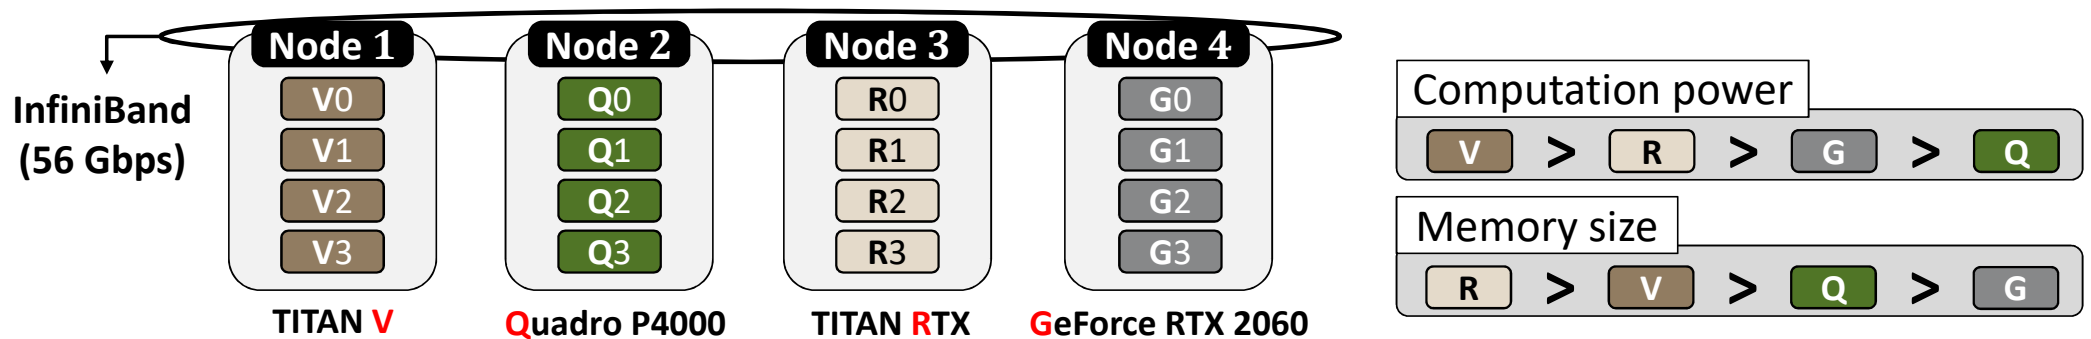 Node 1
Node 2
Node 3
Node 4
InfiniBand
(56 Gbps)
V0
V1
V2
V3
Q0
Q1
Q2
Q3
R0
R1
R2
R3
G0
G1
G2
G3
TITAN V
Quadro P4000
TITAN RTX
GeForce RTX 2060
Computation power
V > R > G > Q
Memory size
R > V > Q > G